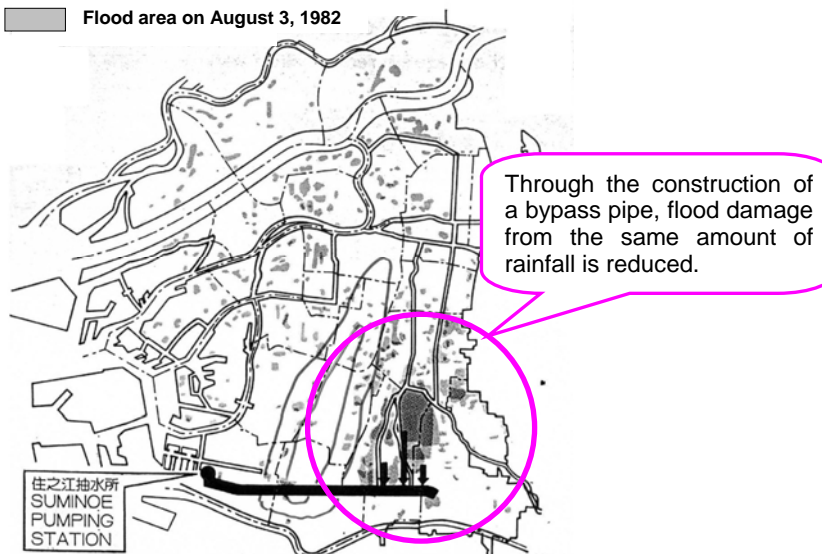 Flood area on August 3, 1982
Through the construction of
a bypass pipe, flood damage
from the same amount of
rainfall is reduced.
住之江抽水所
SUMINOE
PUMPING
STATION